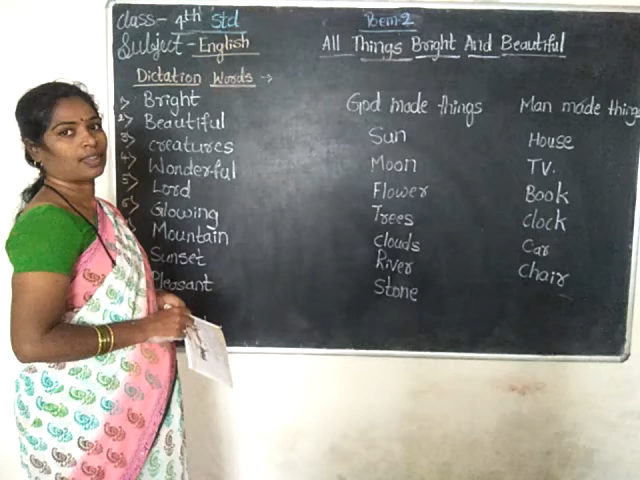 Class- 4th Std
Poem-2
Subject - English
All Things Bright And Beautiful
Dictation Words →
1> Bright
2> Beautiful
3> creatures
4> Wonderful
5> Lord
6> Glowing
Mountain
Sunset
Pleasant
God made things
Sun
Moon
Flower
Trees
Clouds
River
Stone
Man made things
House
TV.
Book
Clock
Car
Chair